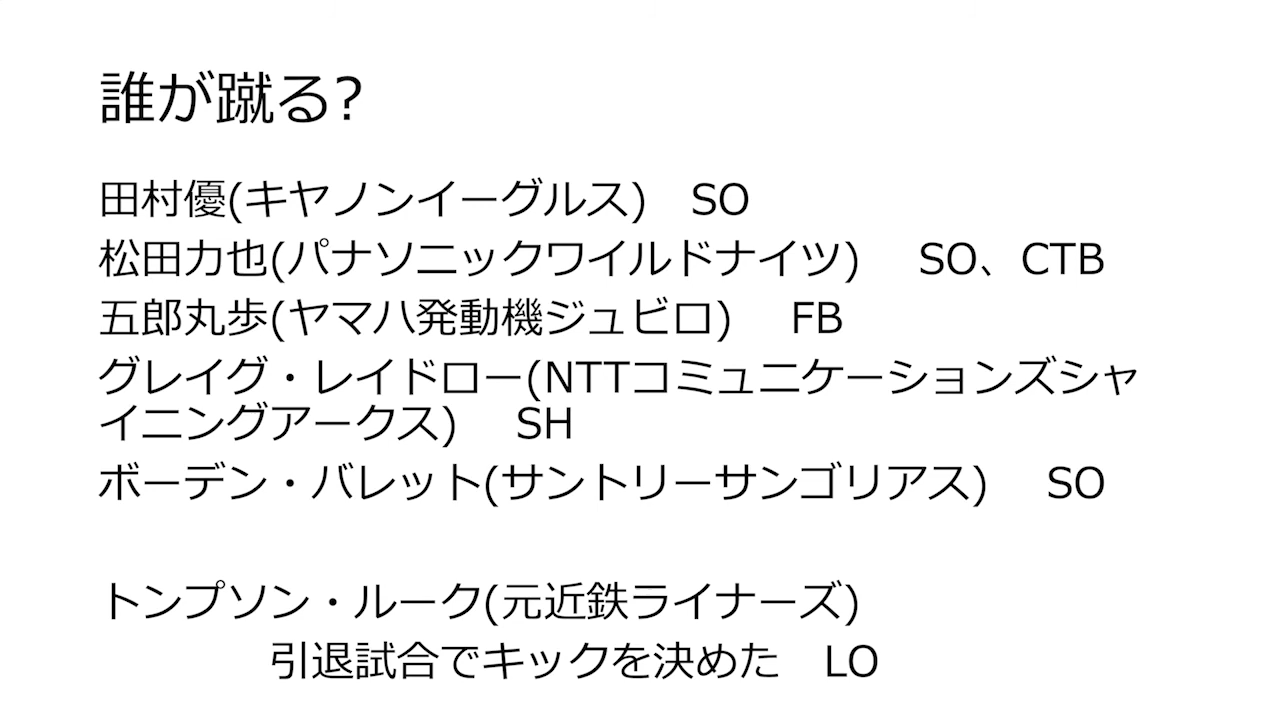 誰が蹴る?
田村優(キヤノンイーグルス)　SO
松田力也(パナソニックワイルドナイツ)　SO、CTB
五郎丸歩(ヤマハ発動機ジュビロ)　FB
グレイグ・レイドロー(NTTコミュニケーションズシャ
イニングアークス)　SH
ボーデン・バレット(サントリーサンゴリアス)　SO
トンプソン・ルーク(元近鉄ライナーズ)
引退試合でキックを決めた　LO